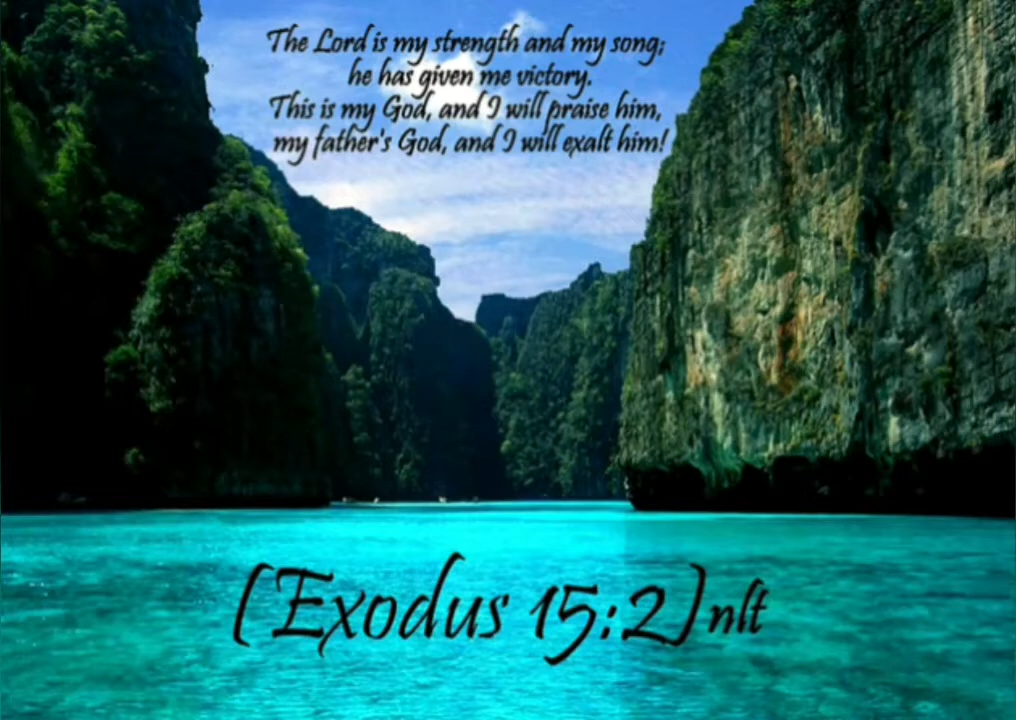 The Lord is my strength and my song;
he has given me victory.
This is my God, and I will praise him,
my father's God, and I will exalt him!
(Exodus 15:2)nlt